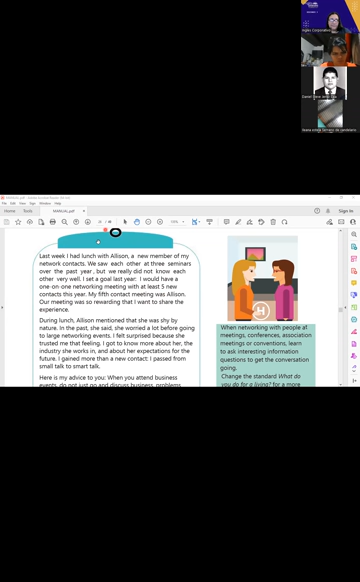 Inglés Corporativo
Home Tools MANUAL.pdf
Sign In
Last week I had lunch with Allison, a new member of my
network contacts. We saw each other at three seminars
over the past year, but we really did not know each
other very well. I set a goal last year: I would have a
one-on-one networking meeting with at least 5 new
contacts this year. My fifth contact meeting was Allison.
Our meeting was so rewarding that I want to share the
experience.
During lunch, Allison mentioned that she was shy by
nature. In the past, she said, she worried a lot before going
to large networking events. I felt surprised because she
trusted me that feeling. I got to know more about her, the
industry she works in, and about her expectations for the
future. I gained more than a new contact: I passed from
small talk to smart talk.
Here is my advice to you: When you attend business
events, do not just go and discuss business, problems,
When networking with people at
meetings, conferences, association
meetings or conventions, learn
to ask interesting information
questions to get the conversation
going.
Change the standard What do
you do for a living? for a more